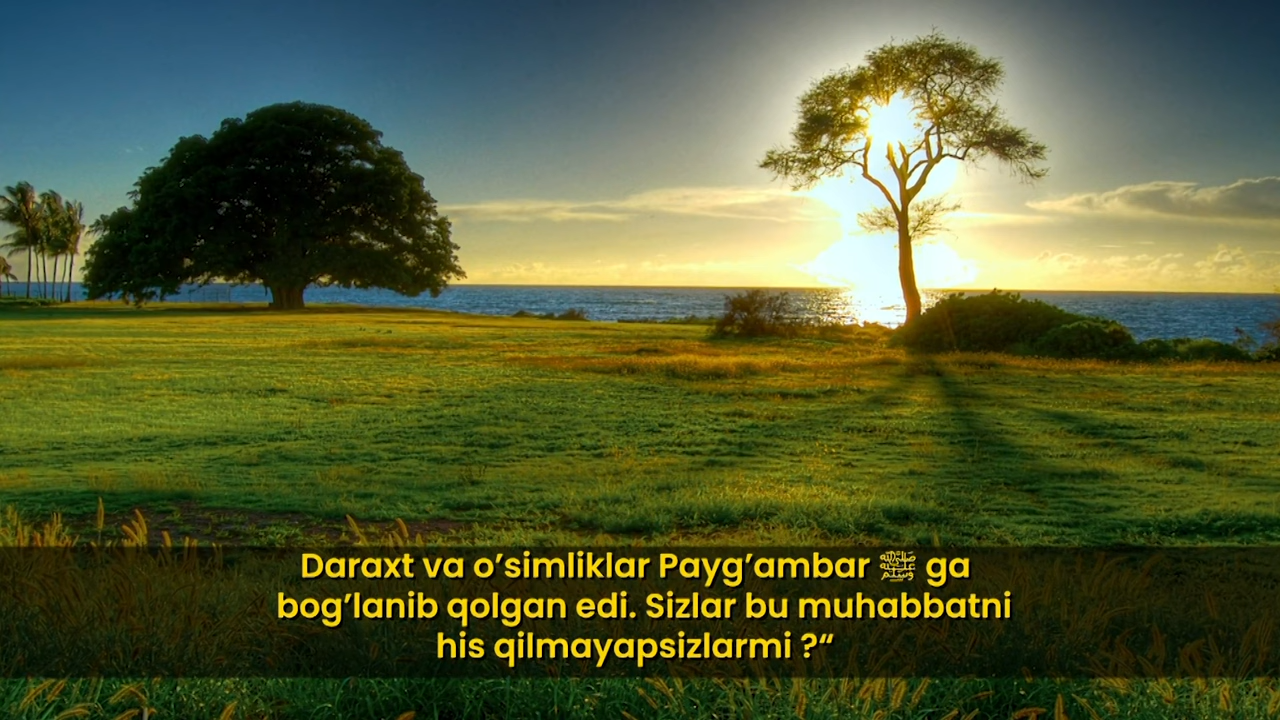 Daraxt va o’simliklar Payg’ambar ﷺ ga
bog’lanib qolgan edi. Sizlar bu muhabbatni
his qilmayapsizlarmi ?“